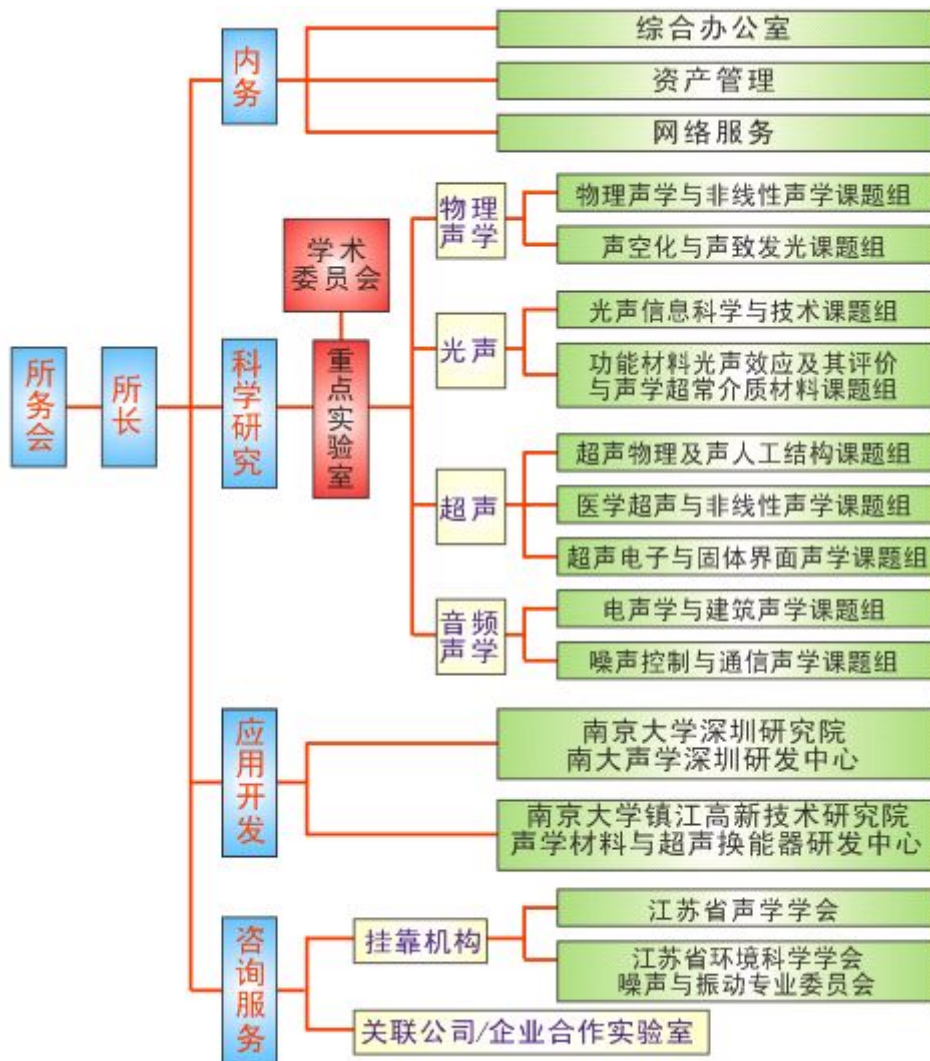 所务会
所长
内务
综合办公室
资产管理
网络服务
科学研究
学术
委员会
重点实验室
物理
声学
物理声学与非线性声学课题组
声空化与声致发光课题组
光声
光声信息科学与技术课题组
功能材料光声效应及其评价
与声学超常介质材料课题组
超声
超声物理及声人工结构课题组
医学超声与非线性声学课题组
超声电子与固体界面声学课题组
音频
声学
电声学与建筑声学课题组
噪声控制与通信声学课题组
应用开发
南京大学深圳研究院
南大声学深圳研发中心
南京大学镇江高新技术研究院
声学材料与超声换能器研发中心
咨询服务
挂靠机构
江苏省声学学会
江苏省环境科学学会
噪声与振动专业委员会
关联公司/企业合作实验室